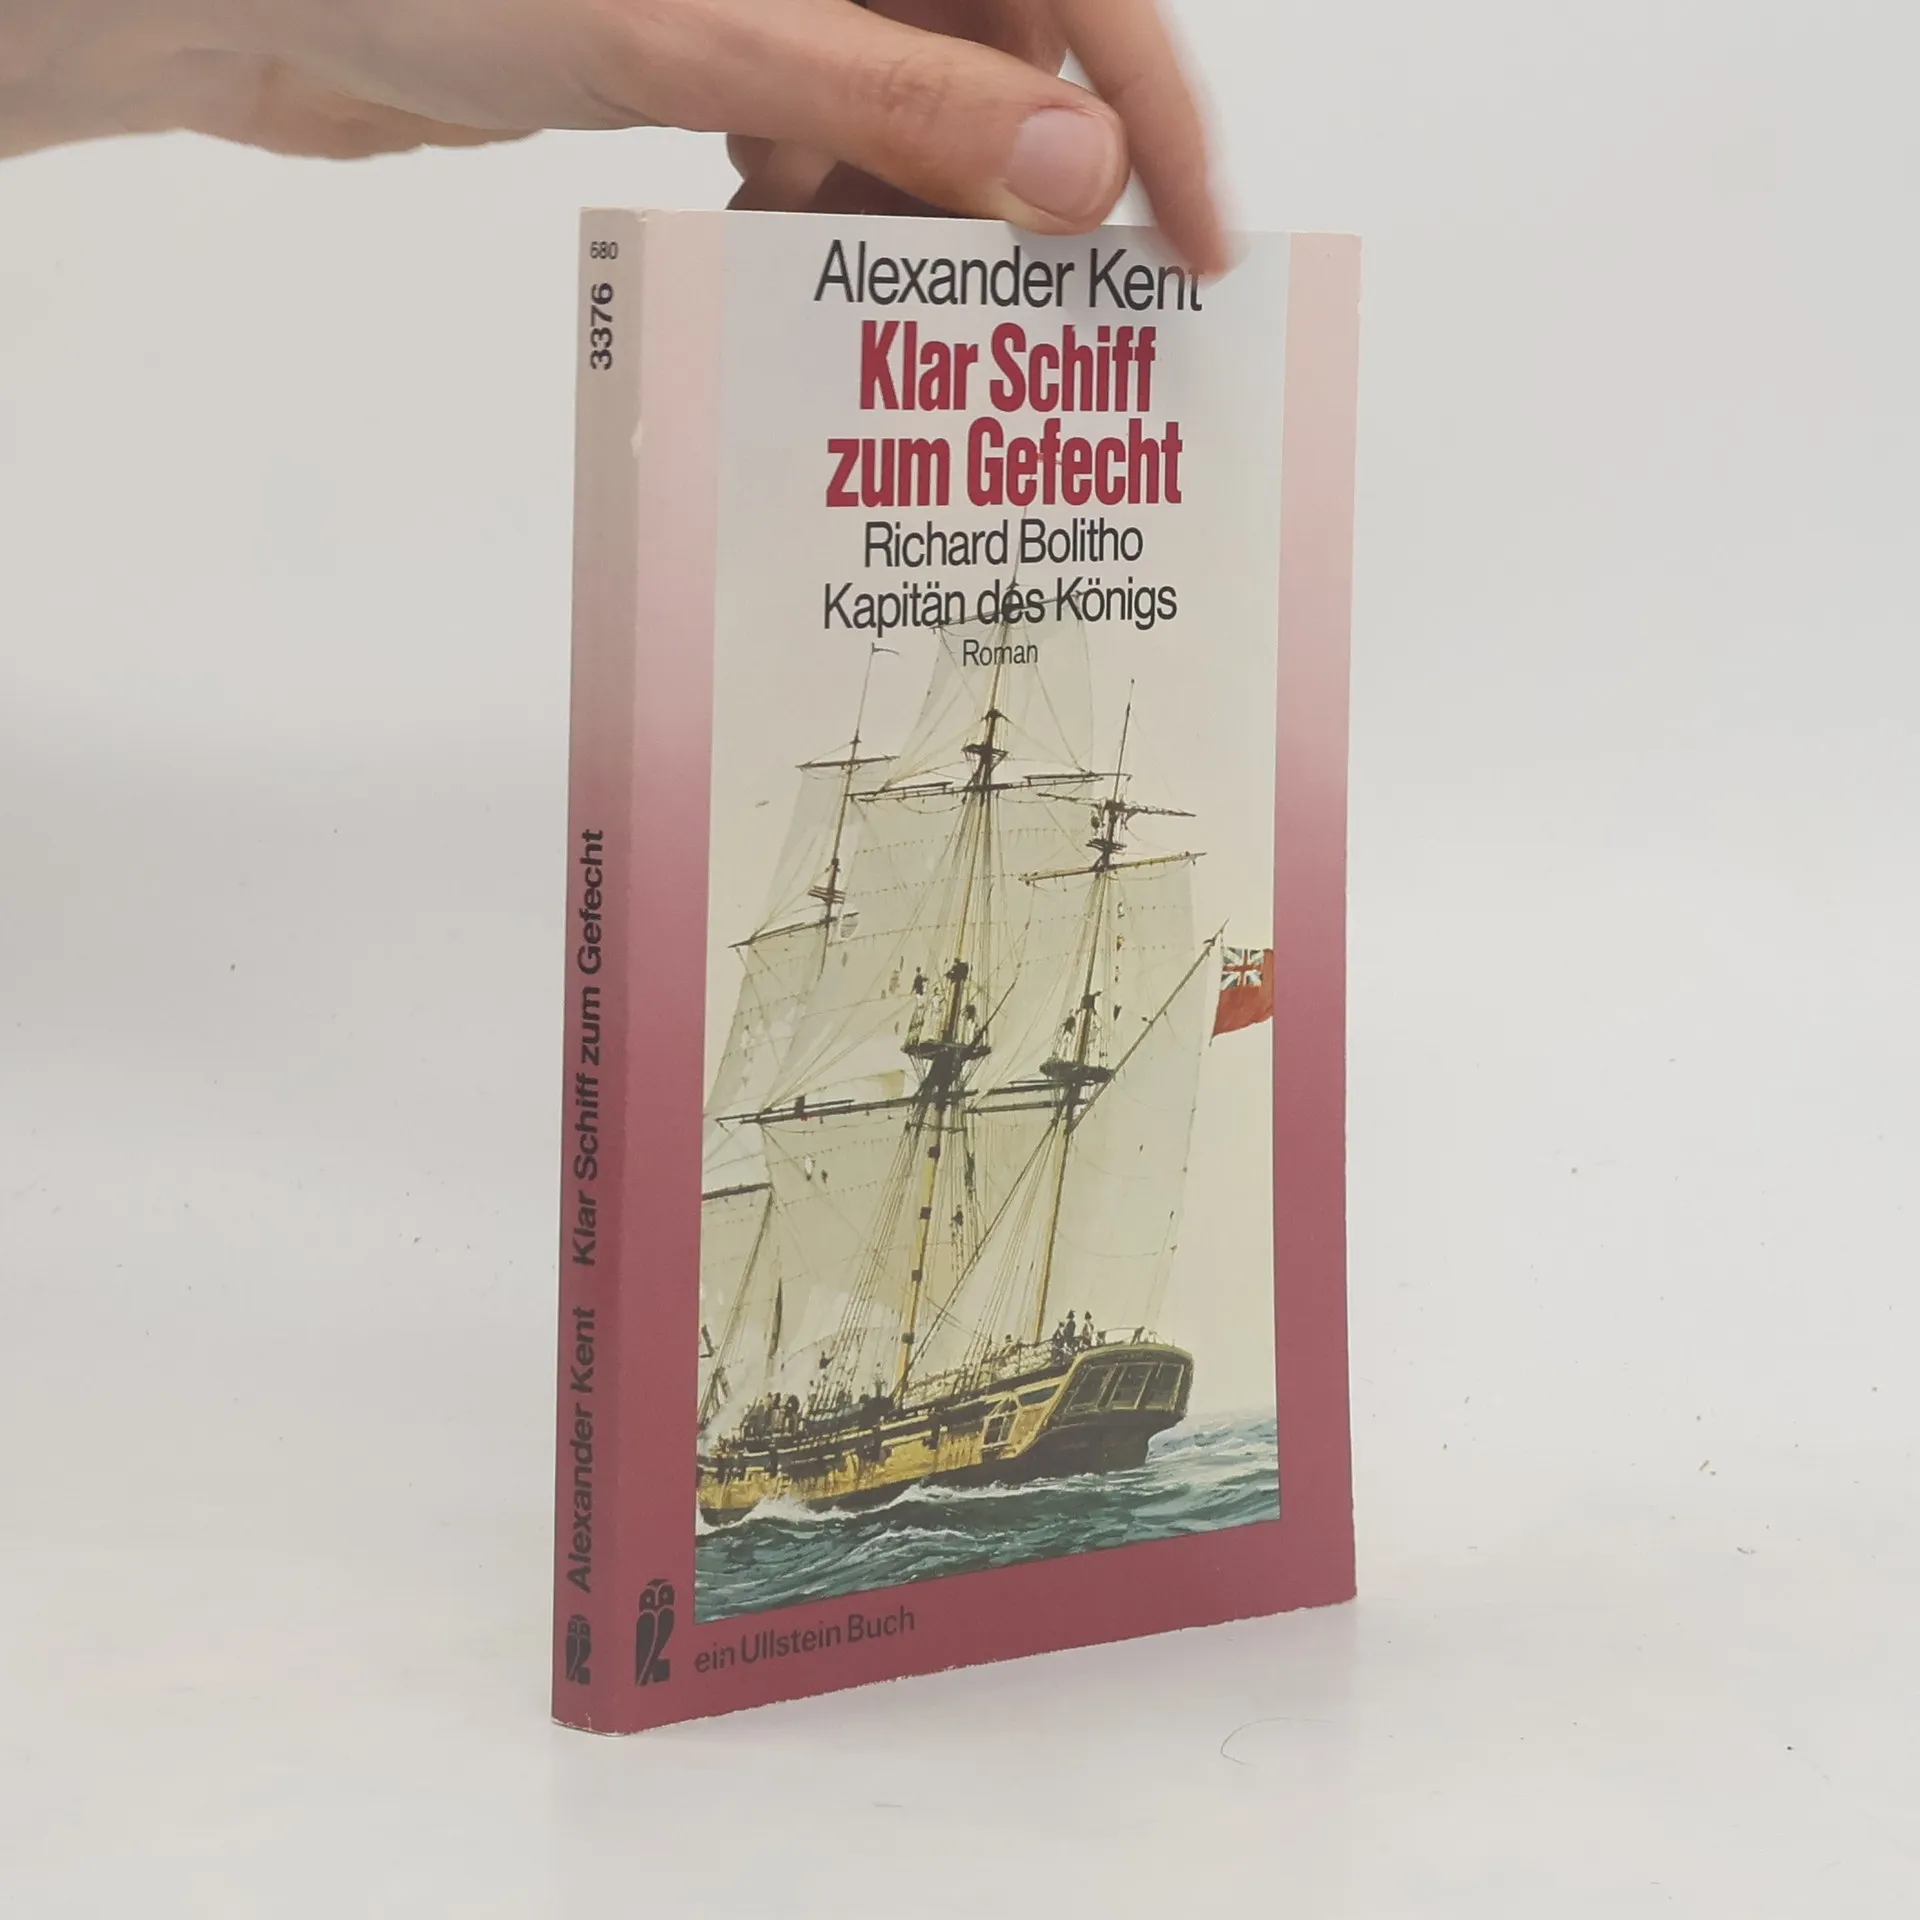 Alexander Kent
Klar Schiff
zum Gefecht
Richard Bolitho
Kapitän des Königs
Roman
ein Ullstein Buch
680
3376
Alexander Kent Klar Schiff zum Gefecht